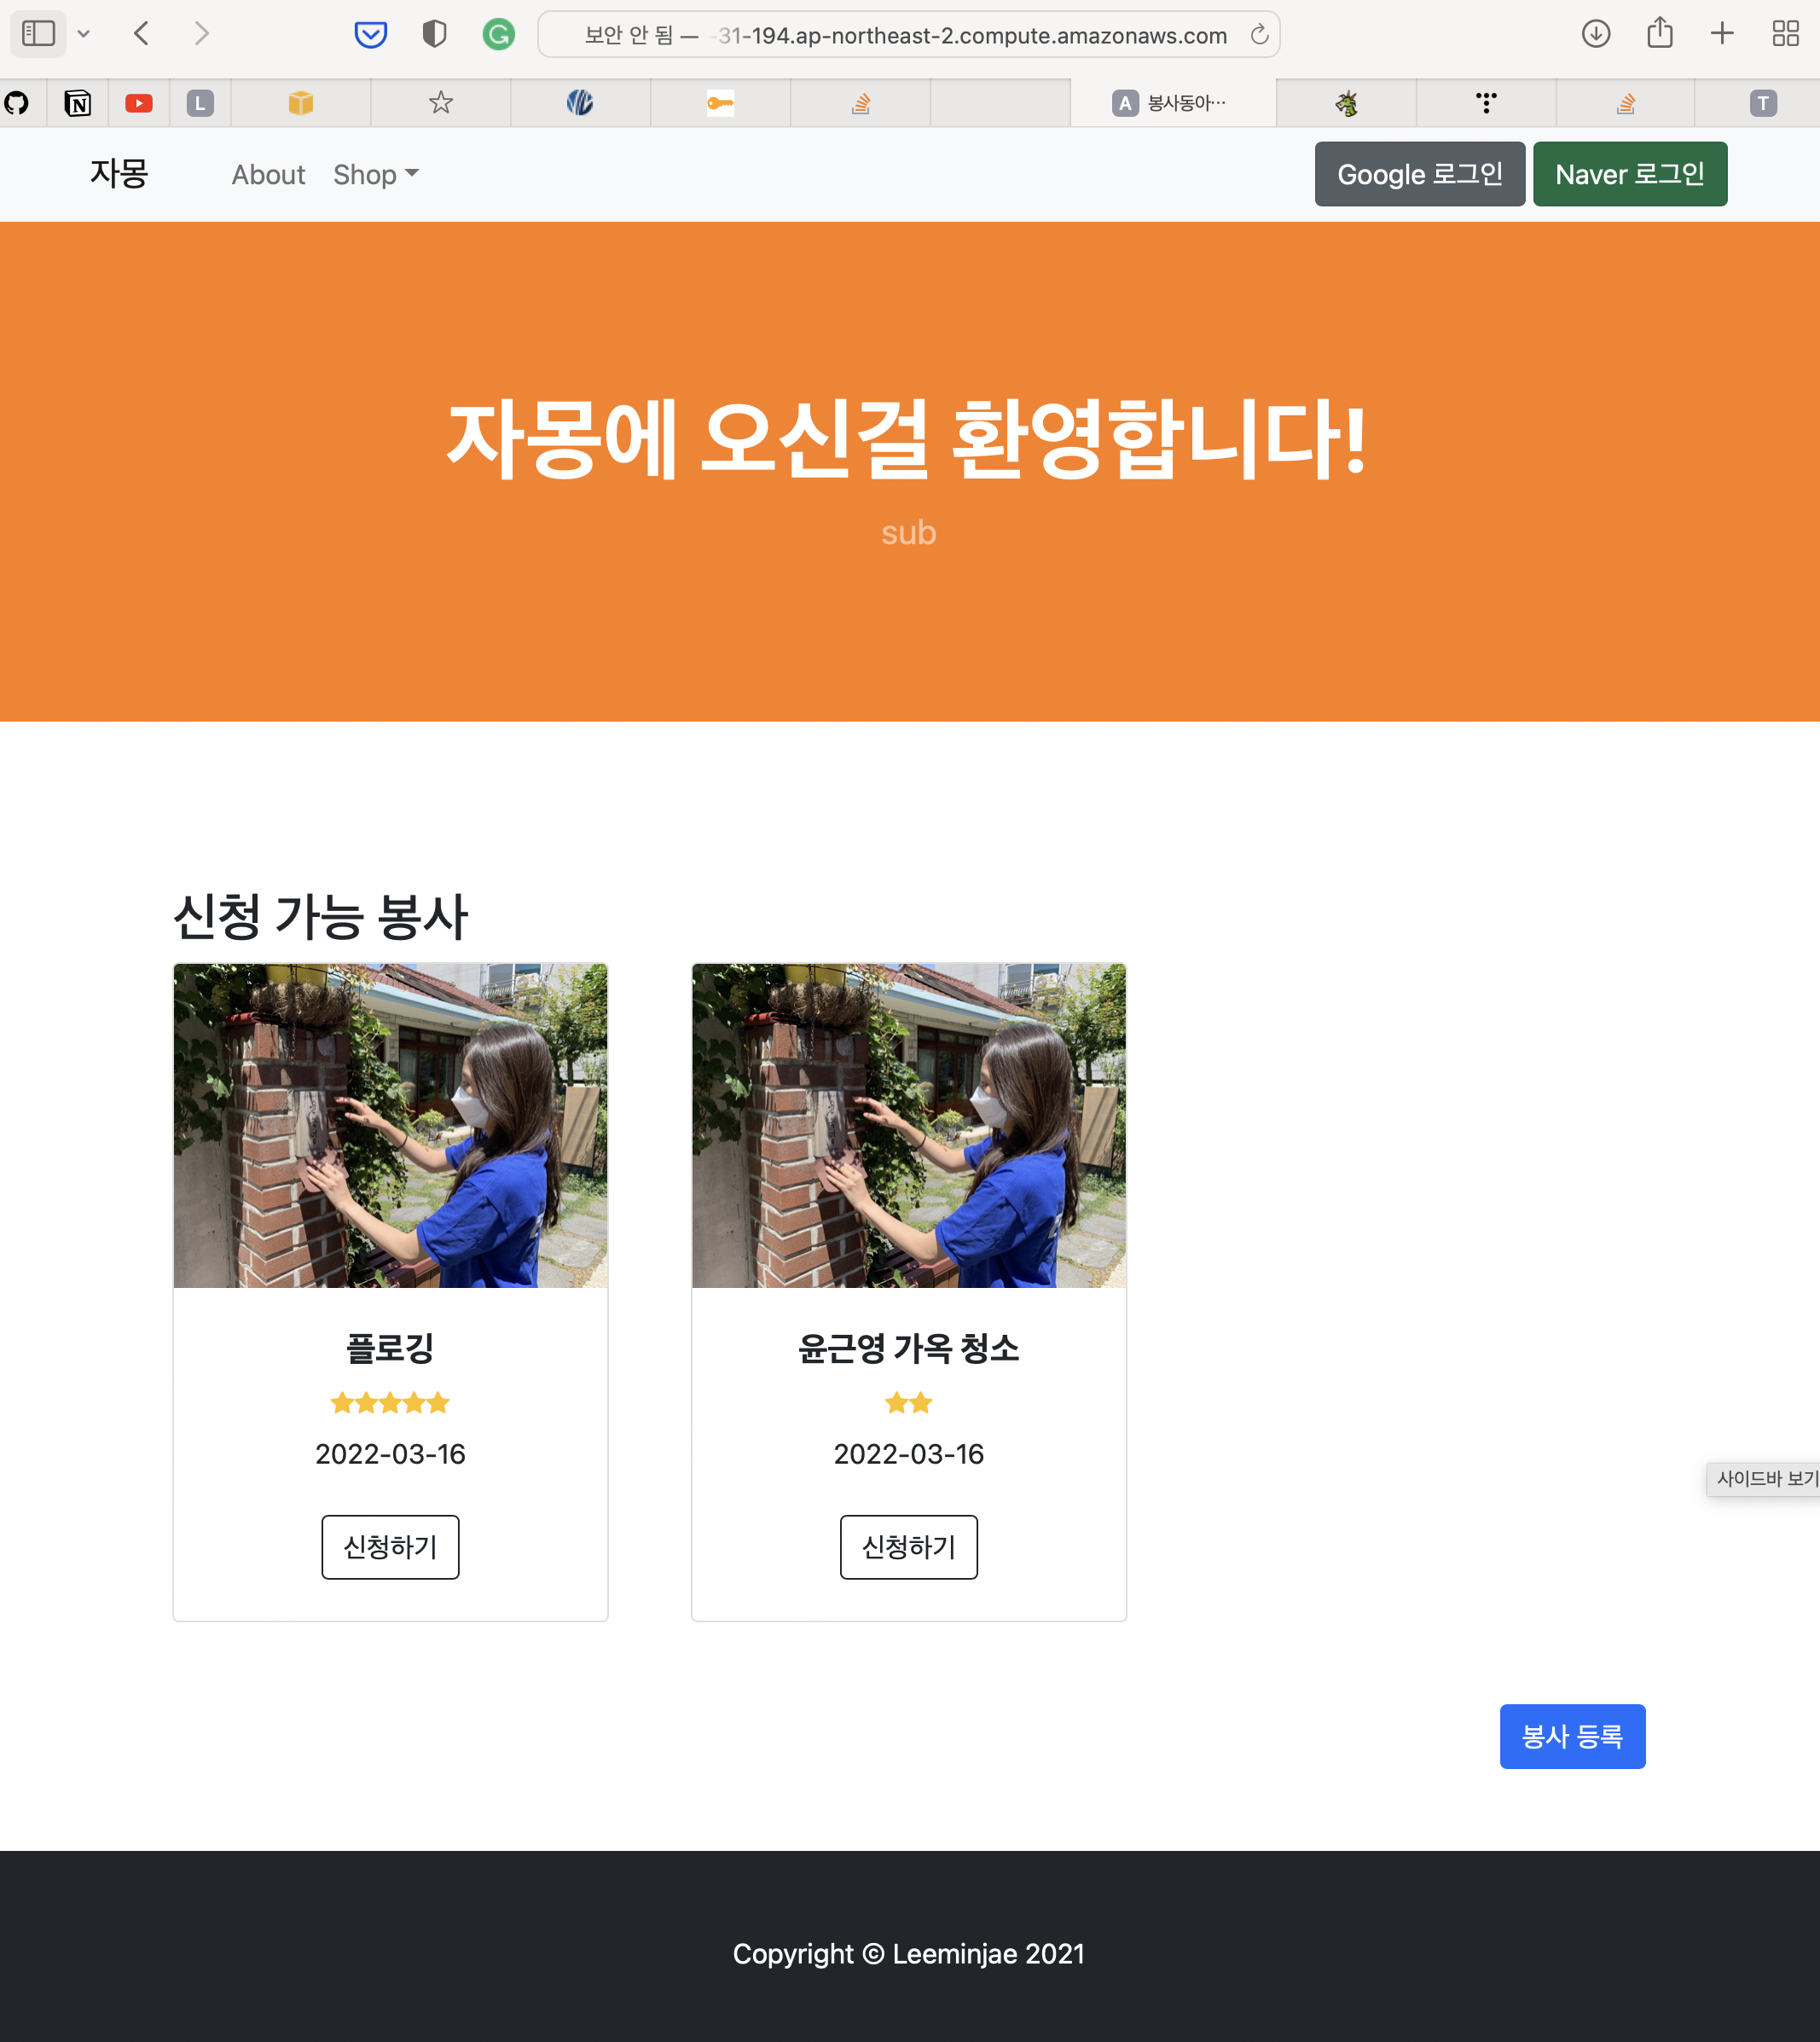 보안 안 됨 — -31-194.ap-northeast-2.compute.amazonaws.com
L
A 봉사동아…
T
자몽 About Shop Google 로그인 Naver 로그인
자몽에 오신걸 환영합니다!
sub
신청 가능 봉사
플로깅
2022-03-16
신청하기
윤근영 가옥 청소
2022-03-16
신청하기
사이드바 보기
봉사 등록
Copyright © Leeminjae 2021